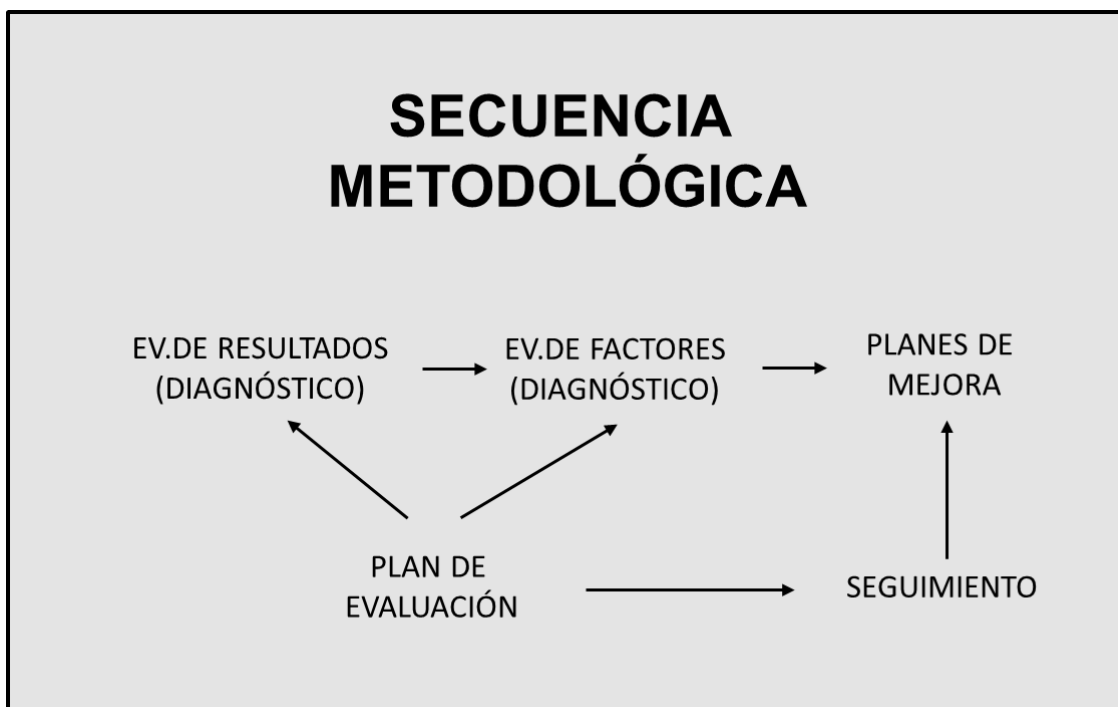 SECUENCIA
METODOLÓGICA
EV.DE RESULTADOS
(DIAGNÓSTICO)
EV.DE FACTORES
(DIAGNÓSTICO)
PLANES DE
MEJORA
PLAN DE
EVALUACIÓN
SEGUIMIENTO